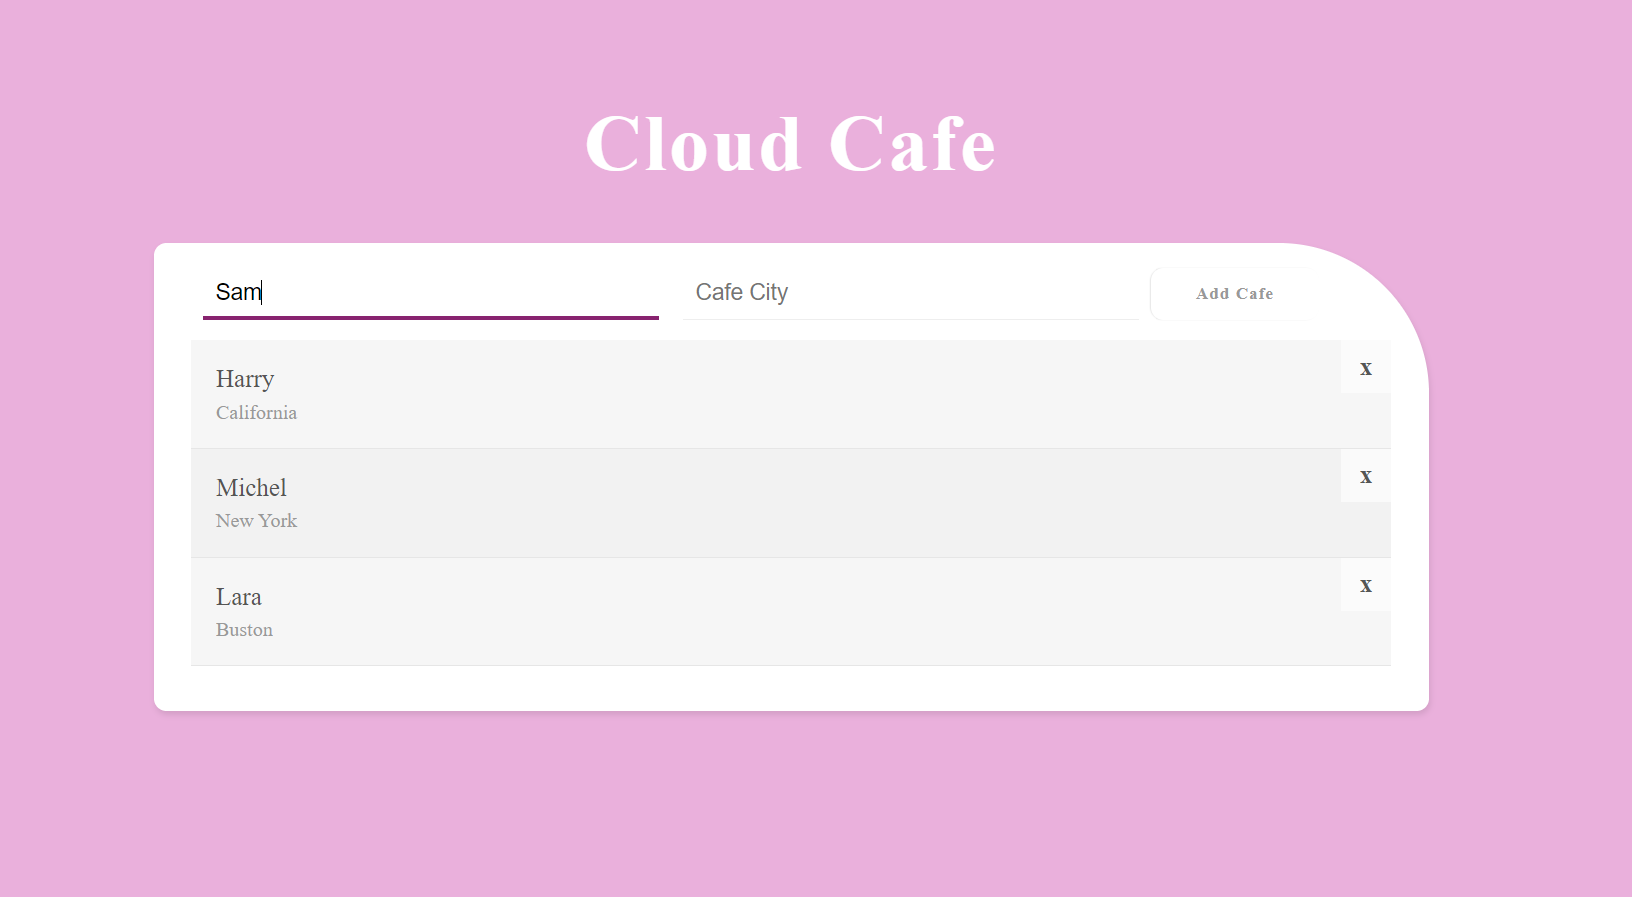 Cloud Cafe
Sam
Cafe City
Add Cafe
Harry
x
California
Michel
x
New York
Lara
x
Buston